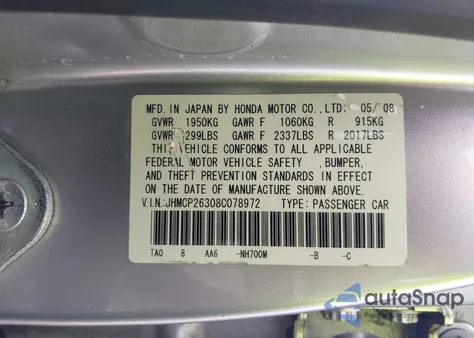 MFD. IN JAPAN BY HONDA MOTOR CO.,LTD: 05/'08
GVWR 1950KG GAWR F 1060KG R 915KG
GVWR 299LBS GAWR F 2337LBS R 2017LBS
VEHICLE CONFORMS TO ALL APPLICABLE
FEDERAL MOTOR VEHICLE SAFETY ,BUMPER,
AND THEFT PREVENTION STANDARDS IN EFFECT
ON THE DATE OF MANUFACTURE SHOWN ABOVE.
V.I.N:JHMCP26308C078972 TYPE: PASSENGER CAR
TA0 8 AA6 -NH700M -B -C
autoSnap